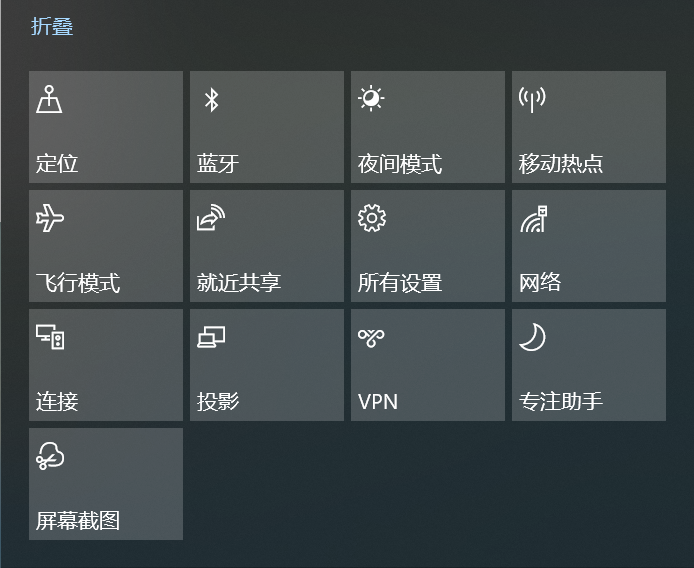 折叠
定位
蓝牙
夜间模式
移动热点
飞行模式
就近共享
所有设置
网络
连接
投影
VPN
专注助手
屏幕截图